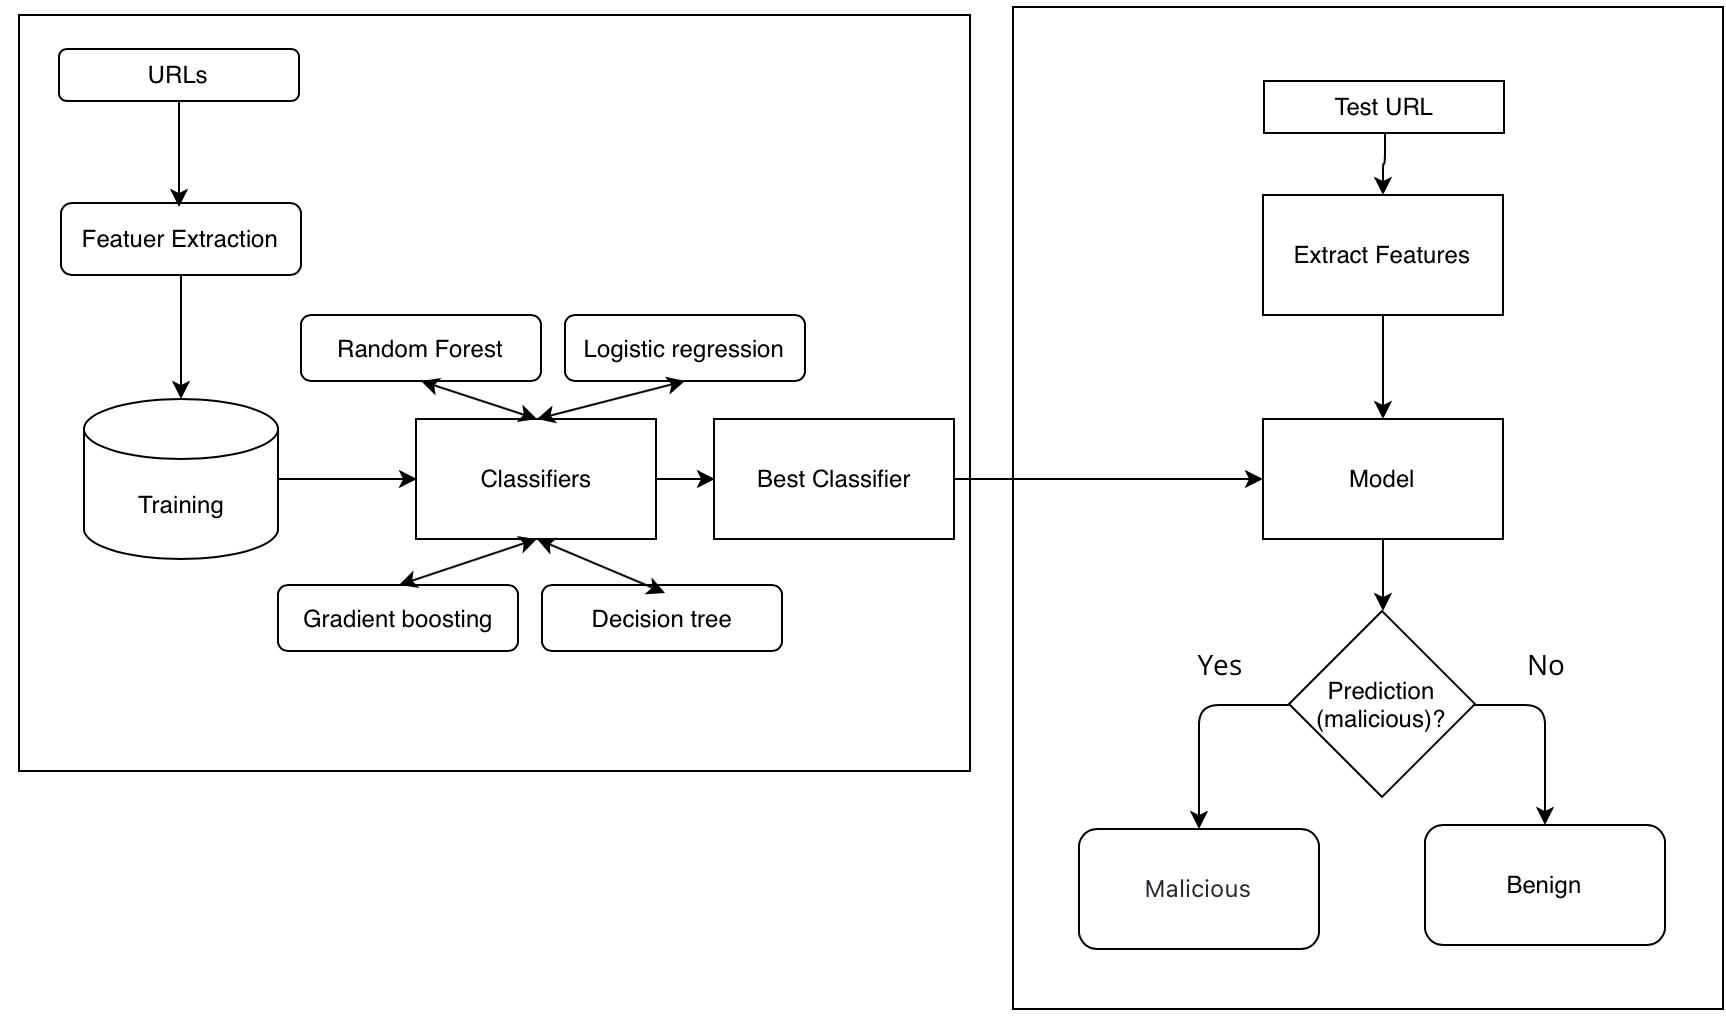 URLs
Featuer Extraction
Random Forest
Logistic regression
Training
Classifiers
Best Classifier
Gradient boosting
Decision tree
Test URL
Extract Features
Model
Yes
No
Prediction
(malicious)?
Malicious
Benign